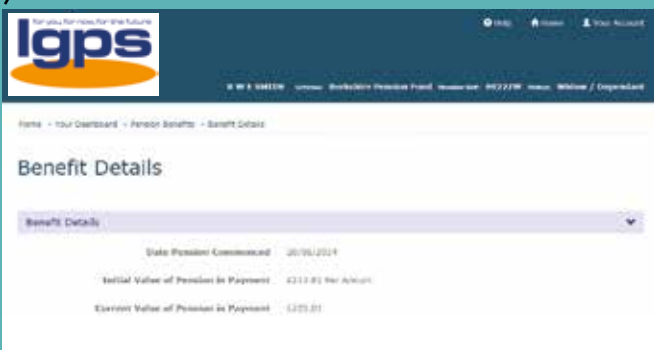 for you, for now, for the future
lgps
Help Home Your Account
Scheme: Berkshire Pension Fund Status: Widow / Dependant
Home Your Dashboard Pension Benefits Benefit Details
Benefit Details
Benefit Details
Date Pension Commenced
Initial Value of Pension in Payment Per Annum
Current Value of Pension in Payment